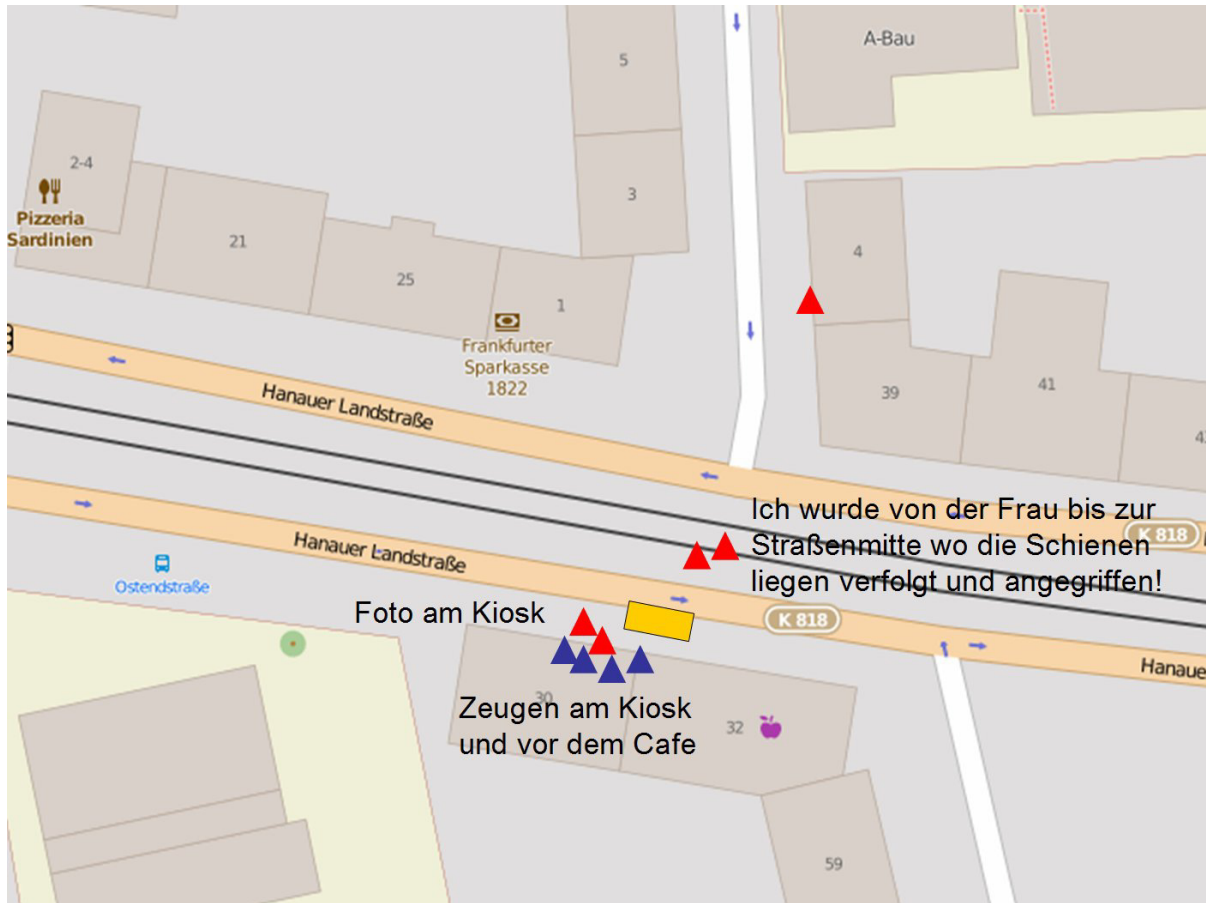 5
A-Bau
2-4
3
Pizzeria
Sardinien
21
4
25
1
Frankfurter
Sparkasse
1822
39
41
Hanauer Landstraße
Ich wurde von der Frau bis zur
Straßenmitte wo die Schienen
liegen verfolgt und angegriffen!
K 818
Hanauer Landstraße
Ostendstraße
Foto am Kiosk
K 818
Hanaue
30
Zeugen am Kiosk
und vor dem Cafe
32
59